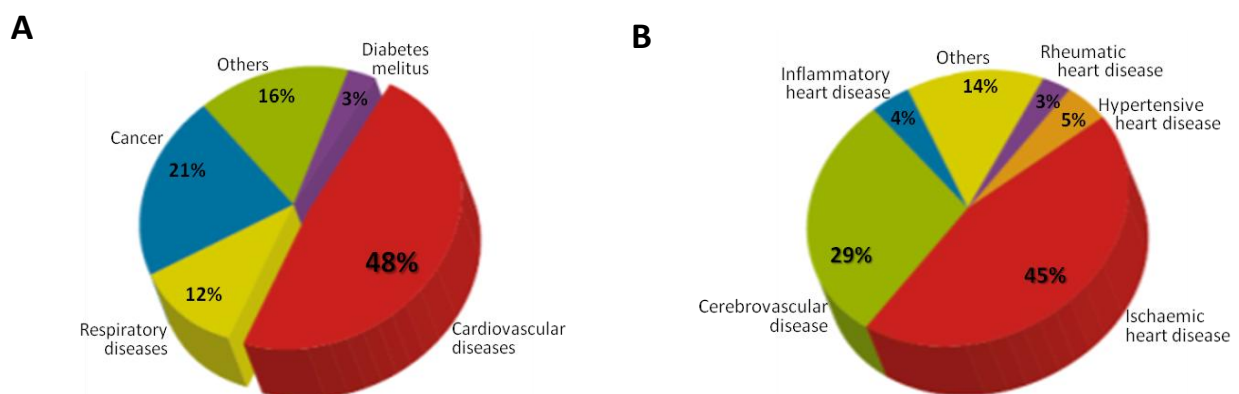 A
Others
16%
Diabetes
melitus
3%
Cancer
21%
48%
12%
Respiratory
diseases
Cardiovascular
diseases
B
Others
14%
Rheumatic
heart disease
3%
Inflammatory
heart disease
4%
Hypertensive
heart disease
5%
29%
45%
Cerebrovascular
disease
Ischaemic
heart disease